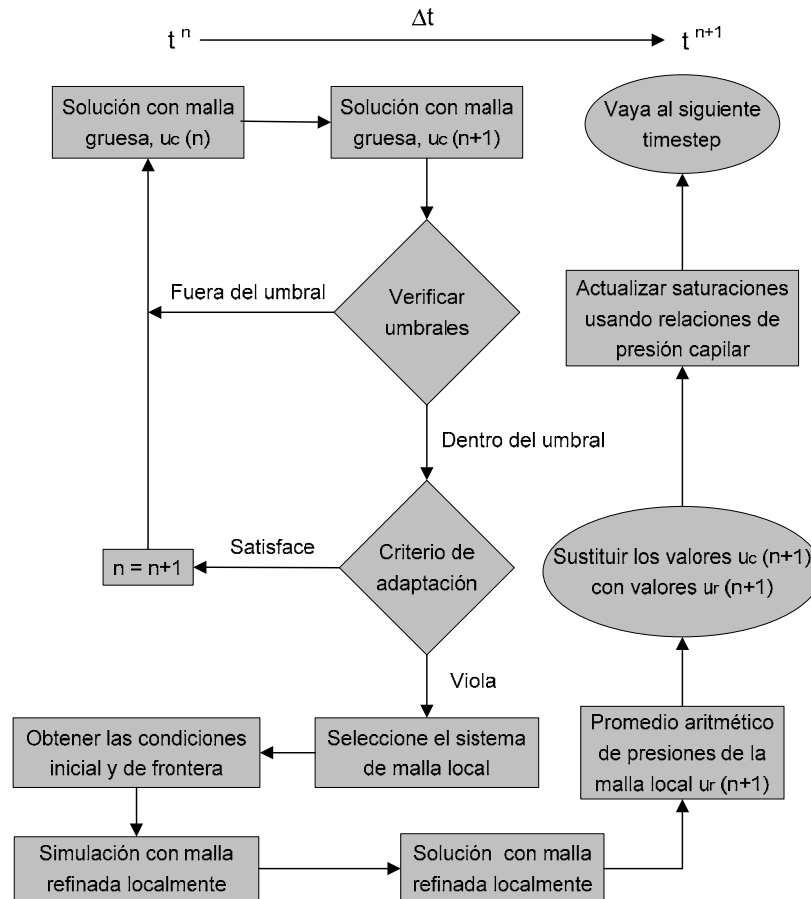 Δt
t n
t n+1
Solución con malla
gruesa, uc (n)
Solución con malla
gruesa, uc (n+1)
Vaya al siguiente
timestep
Fuera del umbral
Verificar
umbrales
Actualizar saturaciones
usando relaciones de
presión capilar
Dentro del umbral
Satisface
n = n+1
Criterio de
adaptación
Sustituir los valores uc (n+1)
con valores ur (n+1)
Viola
Obtener las condiciones
inicial y de frontera
Seleccione el sistema
de malla local
Promedio aritmético
de presiones de la
malla local ur (n+1)
Simulación con malla
refinada localmente
Solución con malla
refinada localmente